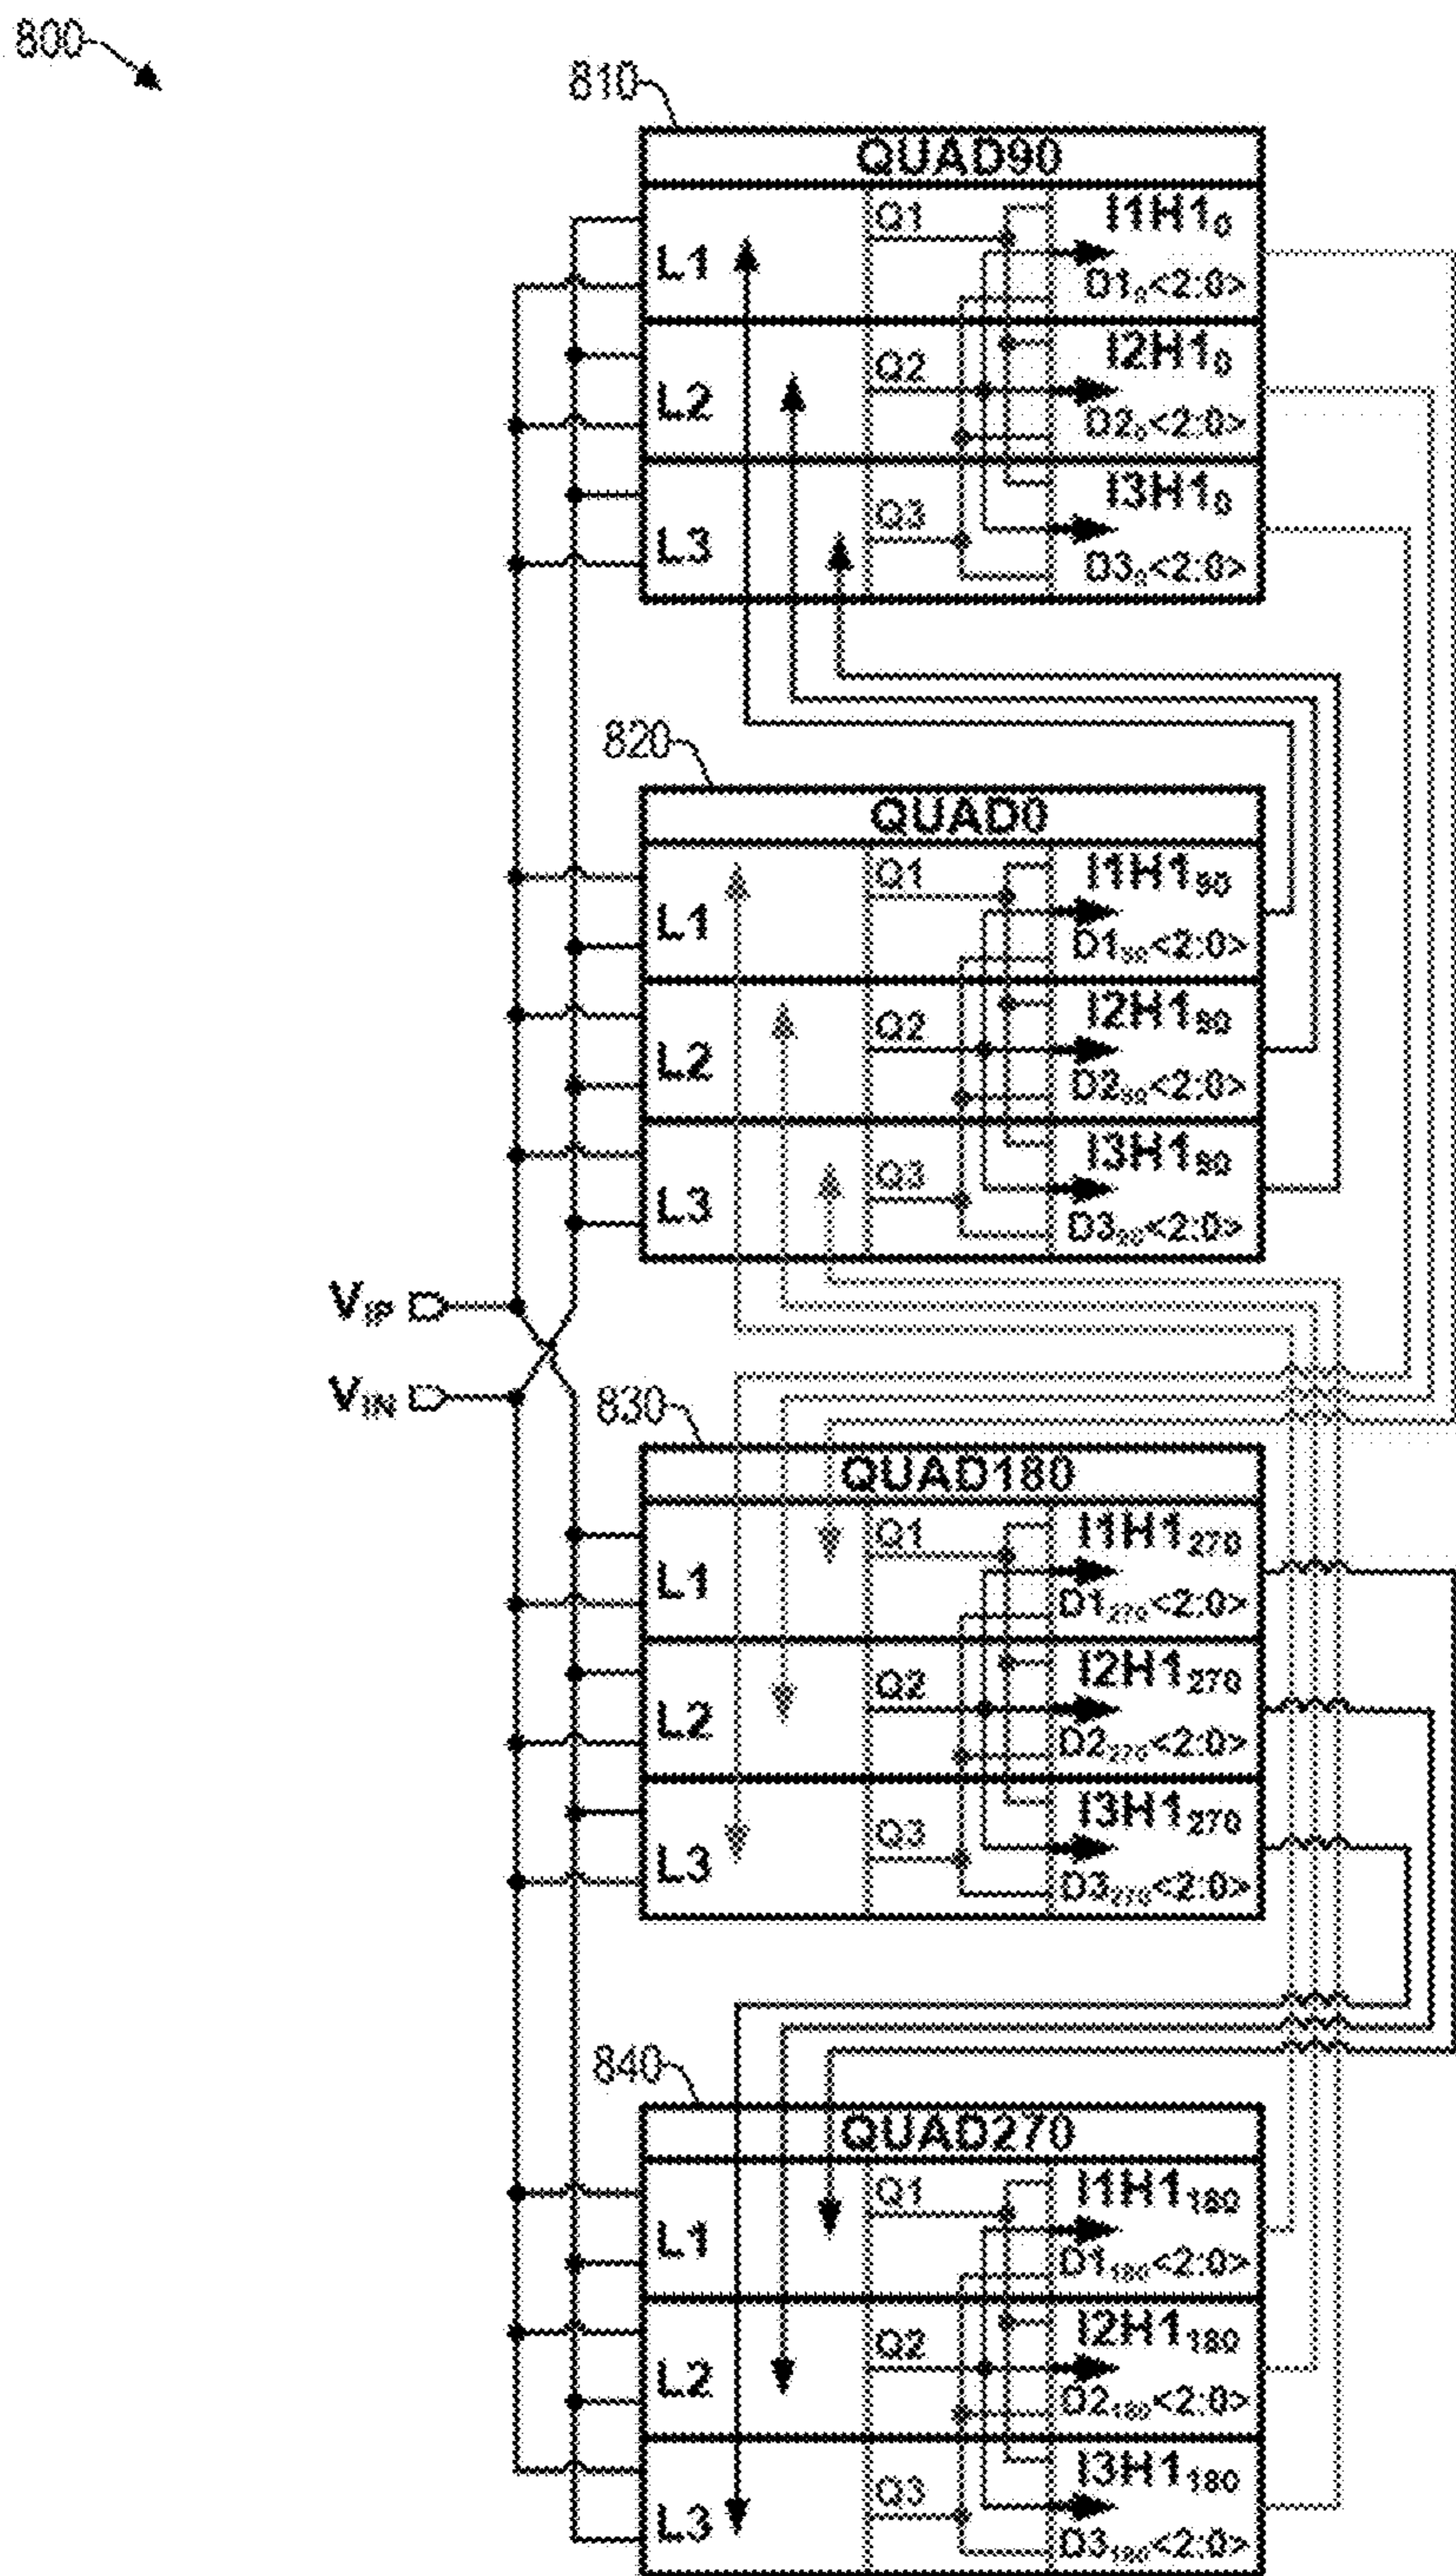 800
810
QUAD90
Q1
I1H1₀
L1
D1₀<2:0>
I2H1₀
Q2
L2
D2₀<2:0>
I3H1₀
Q3
L3
D3₀<2:0>
820
QUAD0
Q1
I1H1₉₀
L1
D1₉₀<2:0>
I2H1₉₀
Q2
L2
D2₉₀<2:0>
I3H1₉₀
Q3
L3
D3₉₀<2:0>
V_IP
V_IN
830
QUAD180
Q1
I1H1₂₇₀
L1
D1₂₇₀<2:0>
I2H1₂₇₀
Q2
L2
D2₂₇₀<2:0>
I3H1₂₇₀
Q3
L3
D3₂₇₀<2:0>
840
QUAD270
Q1
I1H1₁₈₀
L1
D1₁₈₀<2:0>
I2H1₁₈₀
Q2
L2
D2₁₈₀<2:0>
I3H1₁₈₀
Q3
L3
D3₁₈₀<2:0>